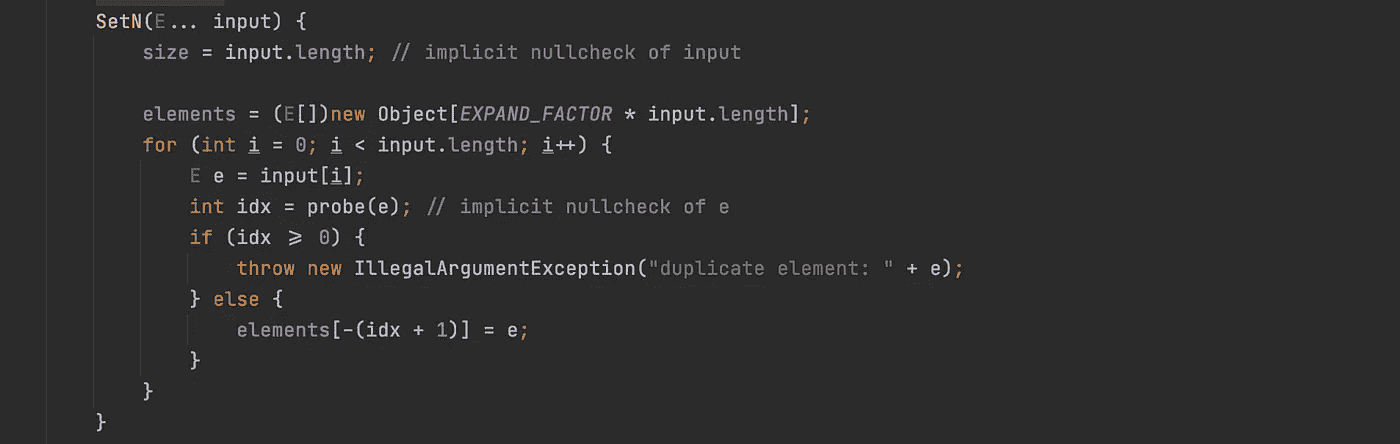 SetN(E... input) {
size = input.length; // implicit nullcheck of input
elements = (E[])new Object[EXPAND_FACTOR * input.length];
for (int i = 0; i < input.length; i++) {
E e = input[i];
int idx = probe(e); // implicit nullcheck of e
if (idx >= 0) {
throw new IllegalArgumentException("duplicate element: " + e);
} else {
elements[-(idx + 1)] = e;
}
}
}